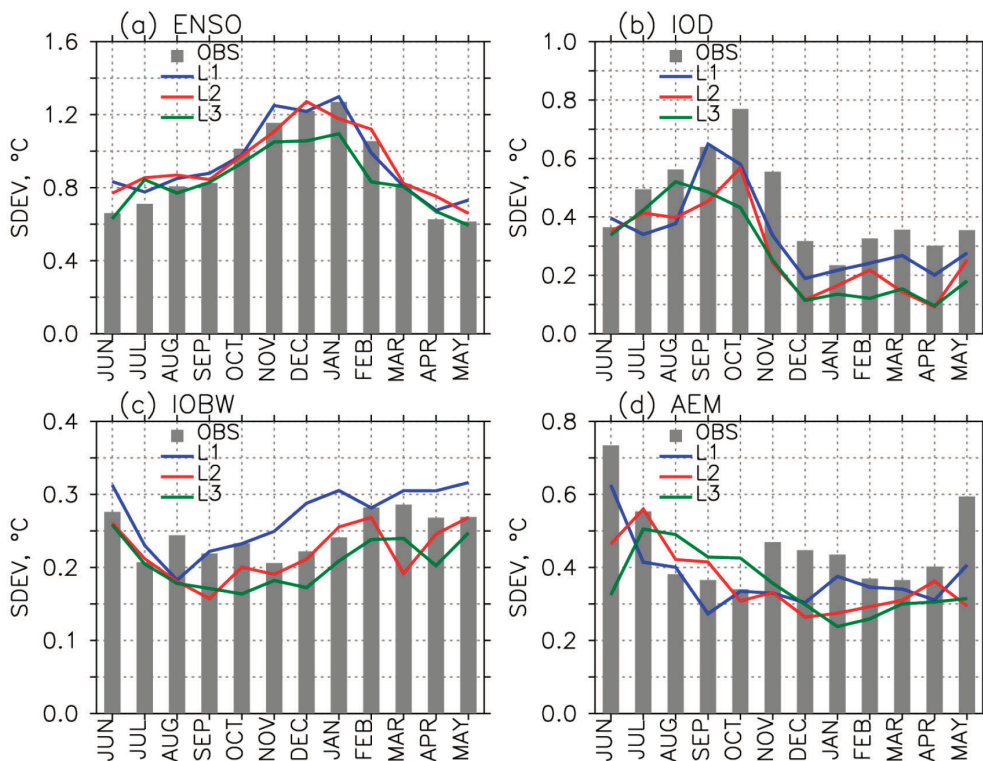 (a) ENSO
SDEV, °C
1.6
1.2
0.8
0.4
0.0
OBS
L1
L2
L3
JUN
JUL
AUG
SEP
OCT
NOV
DEC
JAN
FEB
MAR
APR
MAY
(b) IOD
SDEV, °C
1.0
0.8
0.6
0.4
0.2
0.0
OBS
L1
L2
L3
JUN
JUL
AUG
SEP
OCT
NOV
DEC
JAN
FEB
MAR
APR
MAY
(c) IOBW
SDEV, °C
0.4
0.3
0.2
0.1
0.0
OBS
L1
L2
L3
JUN
JUL
AUG
SEP
OCT
NOV
DEC
JAN
FEB
MAR
APR
MAY
(d) AEM
SDEV, °C
0.8
0.6
0.4
0.2
0.0
OBS
L1
L2
L3
JUN
JUL
AUG
SEP
OCT
NOV
DEC
JAN
FEB
MAR
APR
MAY